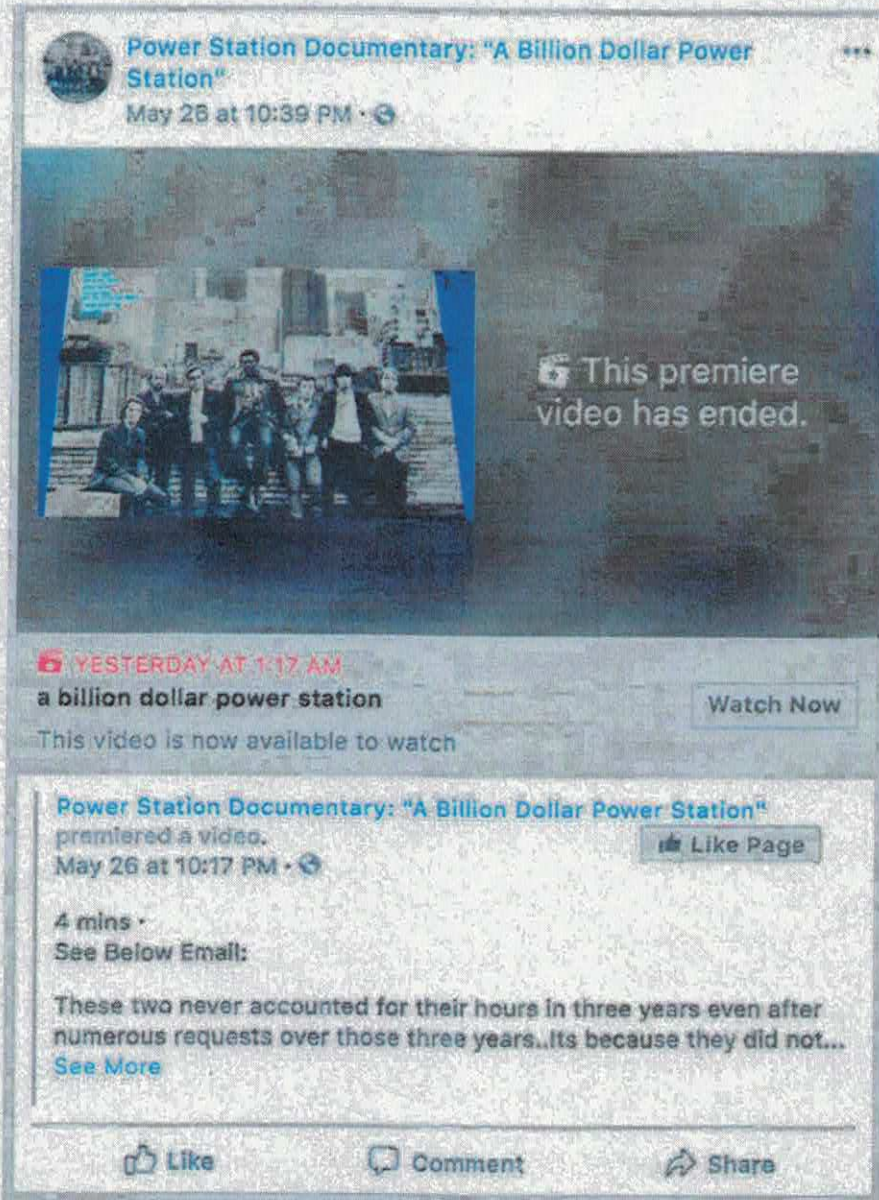 Power Station Documentary: "A Billion Dollar Power
Station"
May 26 at 10:39 PM ·
This premiere
video has ended.
YESTERDAY AT 1:17 AM
a billion dollar power station
Watch Now
This video is now available to watch
Power Station Documentary: "A Billion Dollar Power Station"
premiered a video.
Like Page
May 26 at 10:17 PM ·
4 mins ·
See Below Email:
These two never accounted for their hours in three years even after
numerous requests over those three years..Its because they did not...
See More
Like
Comment
Share